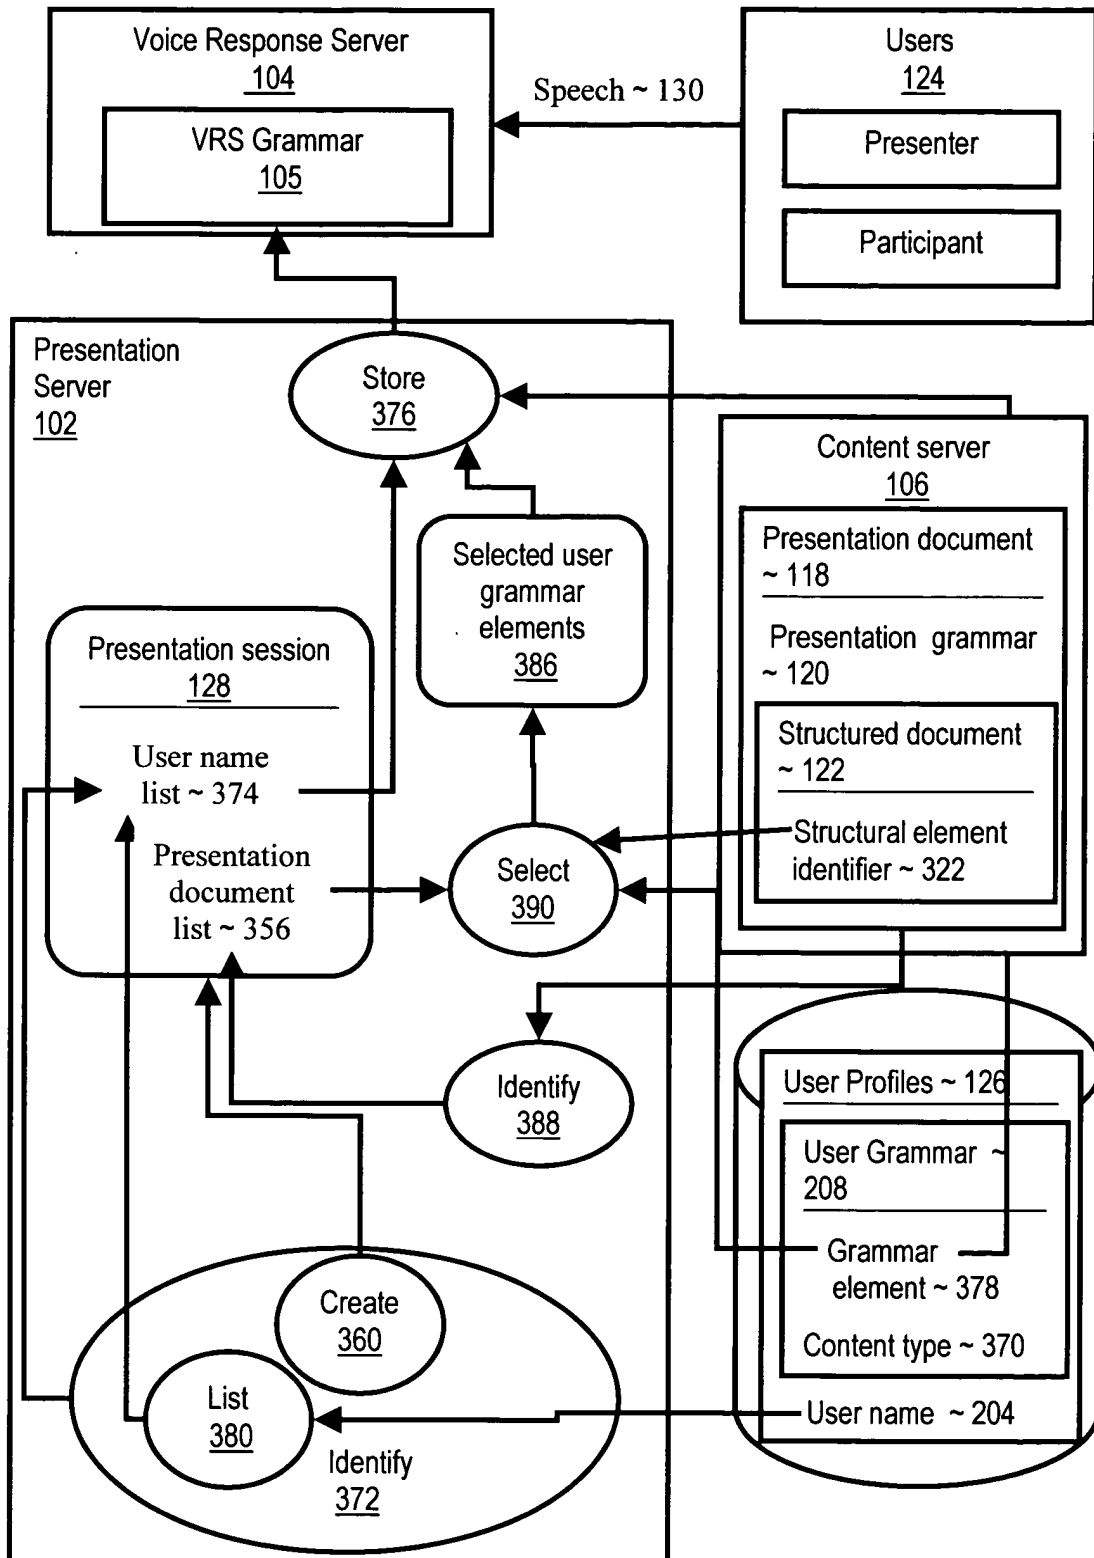 Voice Response Server
104
VRS Grammar
105
Speech ~ 130
Users
124
Presenter
Participant
Presentation
Server
102
Store
376
Content server
106
Presentation document
~ 118
Presentation grammar
~ 120
Structured document
~ 122
Structural element
identifier ~ 322
Selected user
grammar
elements
386
Presentation session
128
User name
list ~ 374
Presentation
document
list ~ 356
Select
390
Identify
388
User Profiles ~ 126
User Grammar ~
208
Grammar
element ~ 378
Content type ~ 370
User name ~ 204
Create
360
List
380
Identify
372